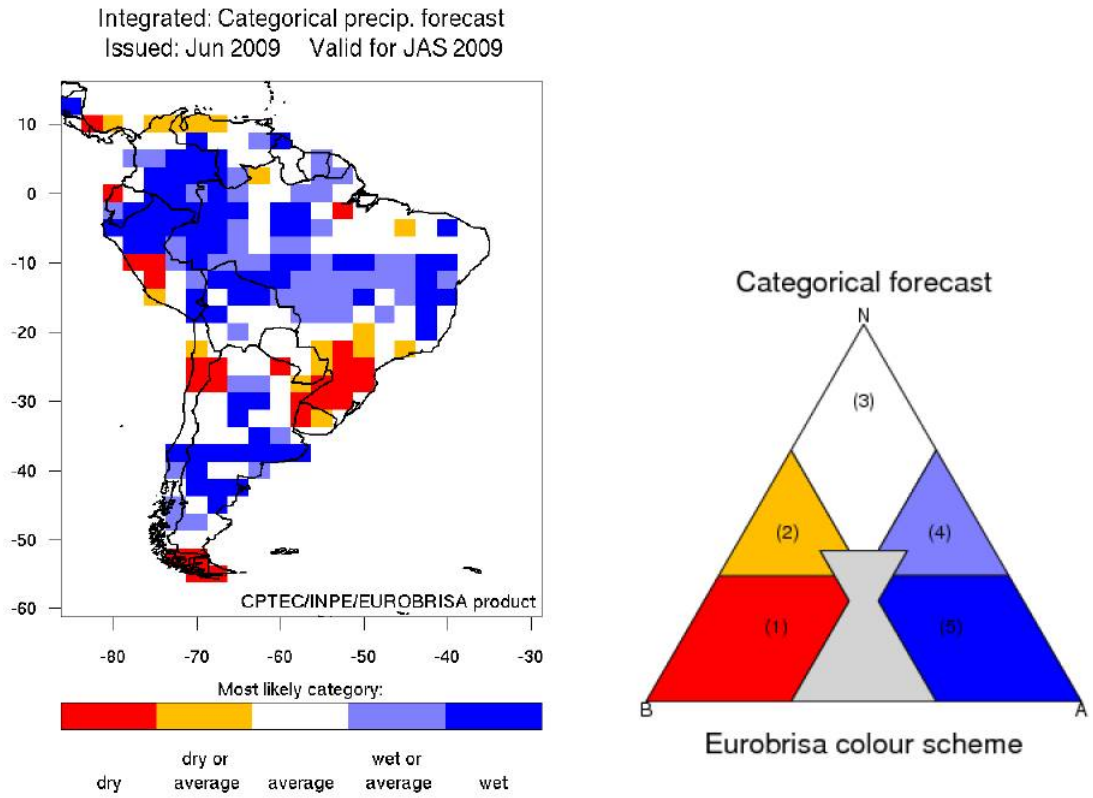 Integrated: Categorical precip. forecast
Issued: Jun 2009 Valid for JAS 2009
10
0
-10
-20
-30
-40
-50
-60
CPTEC/INPE/EUROBRISA product
-80 -70 -60 -50 -40 -30
Most likely category:
dry
dry or
average
average
wet or
average
wet
Categorical forecast
N
(3)
(2)
(4)
(1)
(5)
B
A
Eurobrisa colour scheme